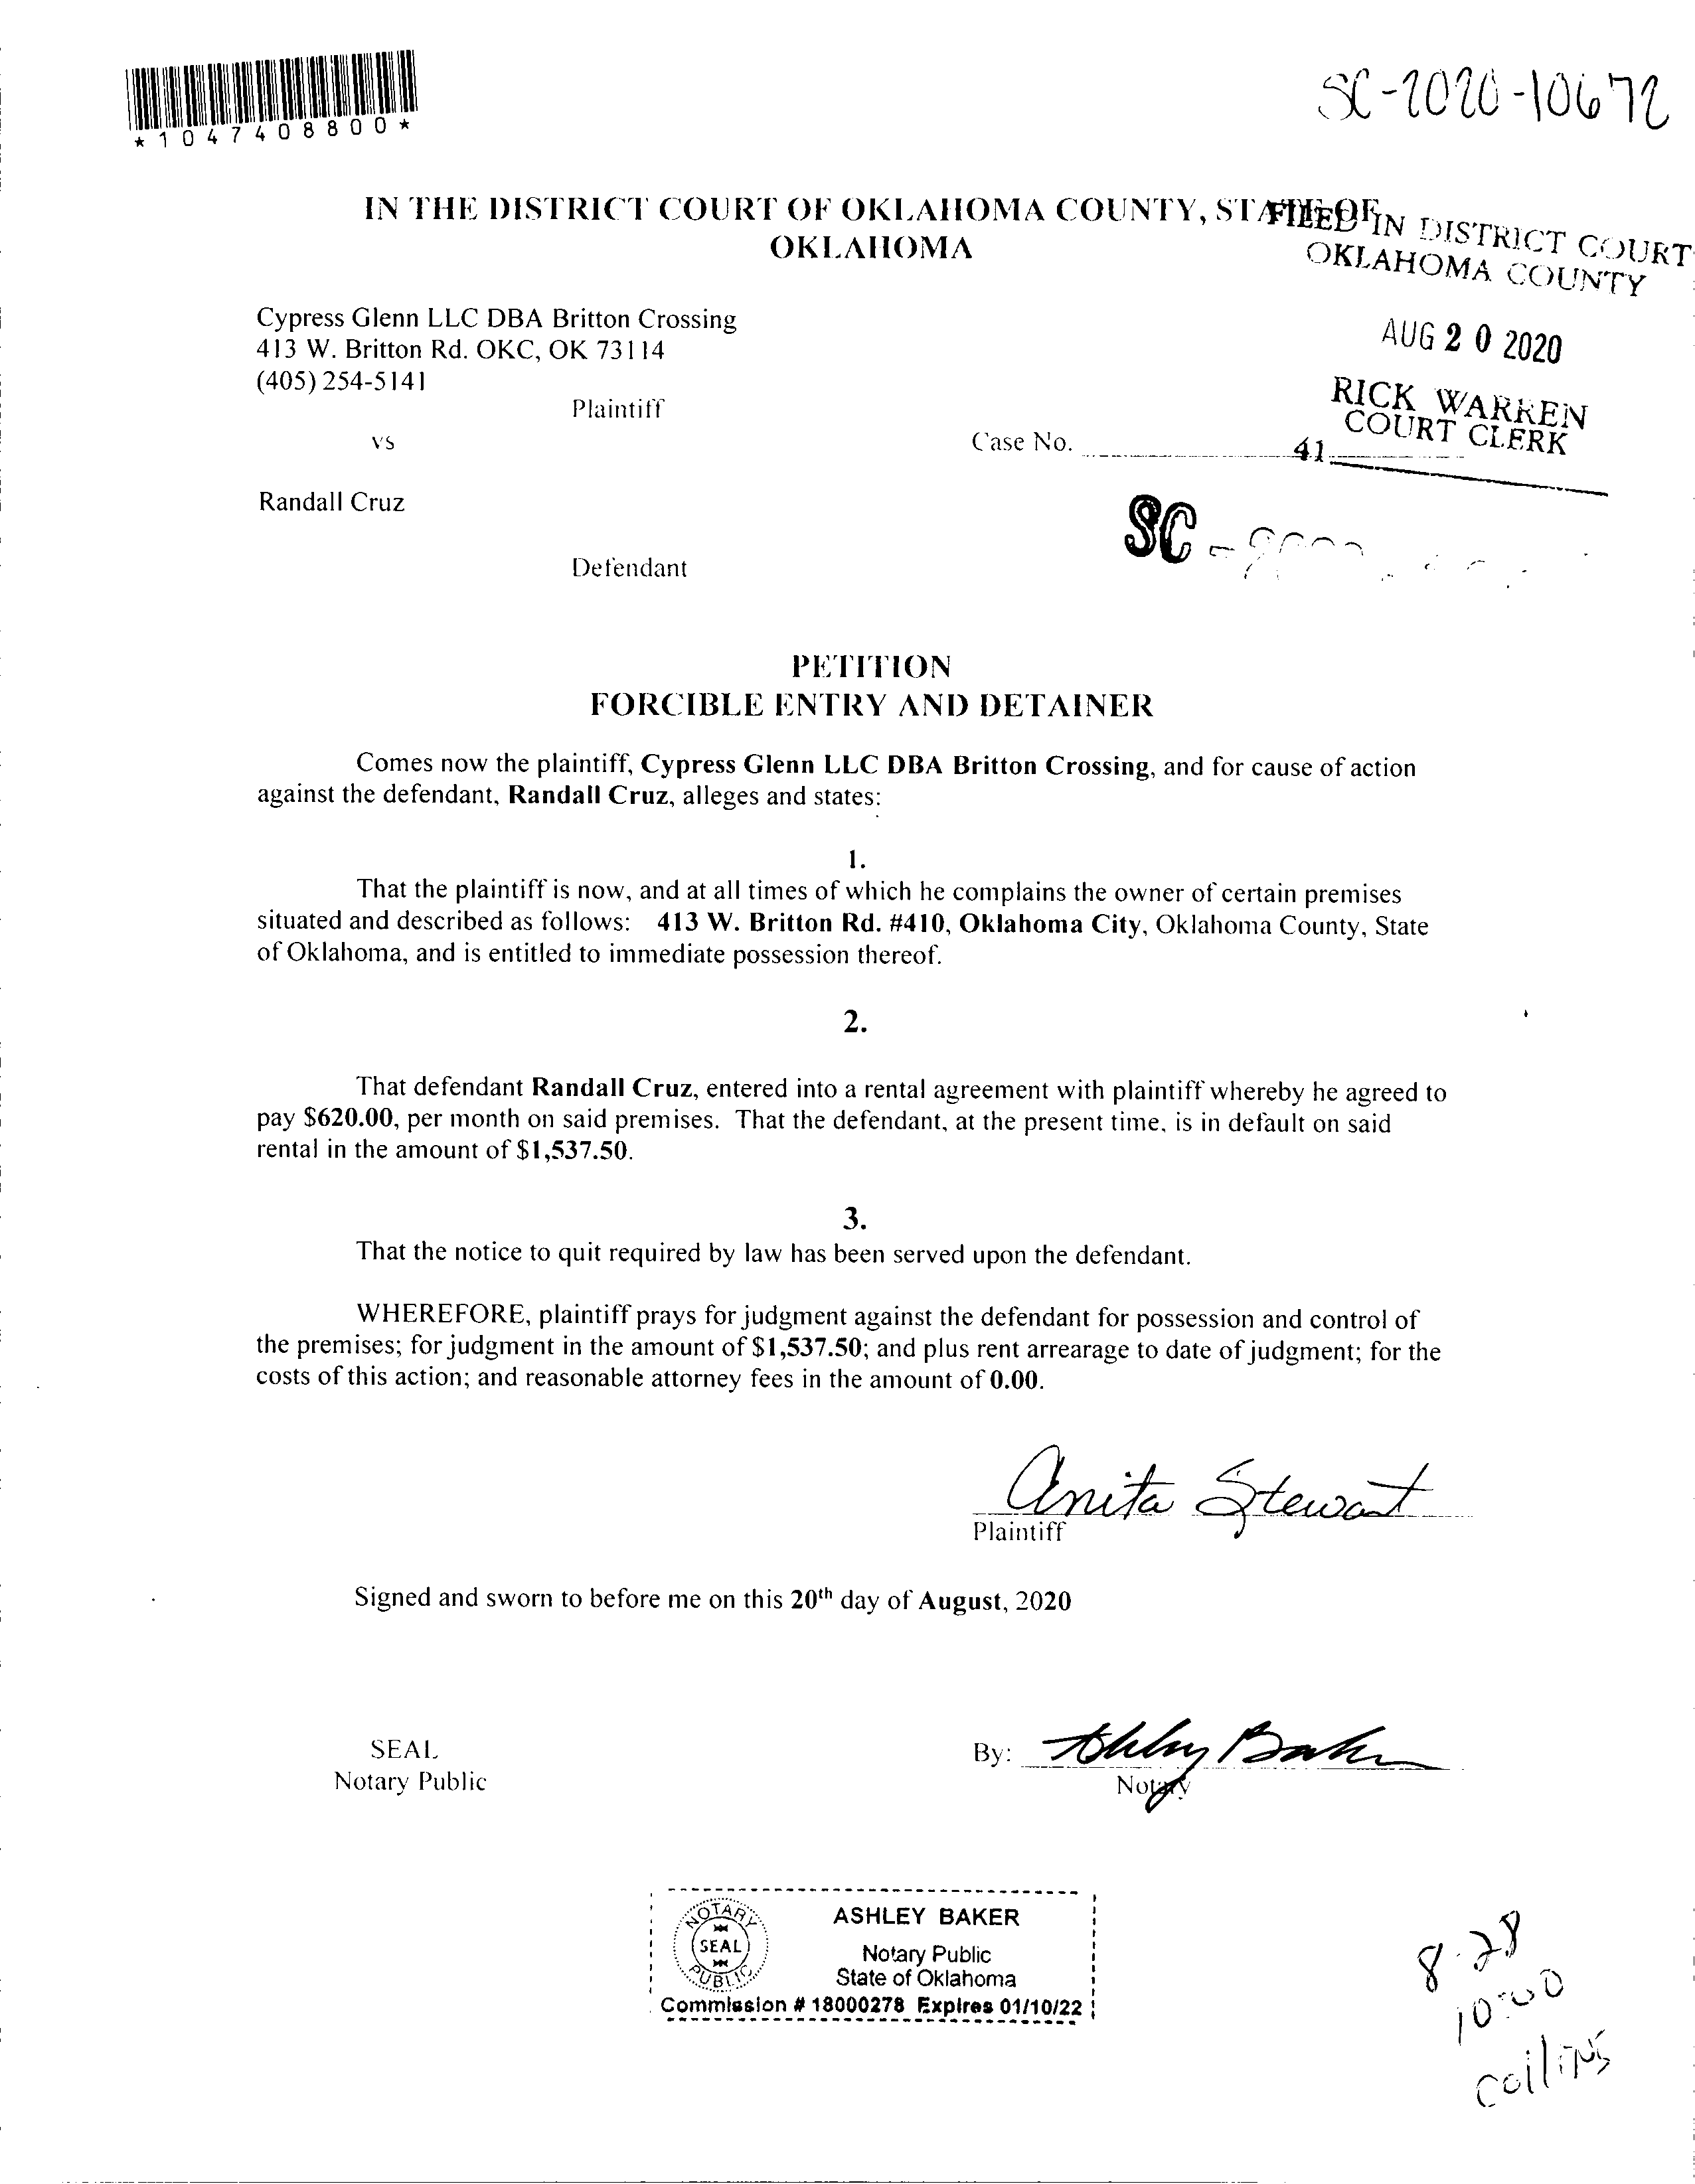 *1047408800*
SC-2020-10672
IN THE DISTRICT COURT OF OKLAHOMA COUNTY, STATE OF
OKLAHOMA
FILED IN DISTRICT COURT
OKLAHOMA COUNTY
AUG 20 2020
RICK WARREN
COURT CLERK
41
Cypress Glenn LLC DBA Britton Crossing
413 W. Britton Rd. OKC, OK 73114
(405) 254-5141
Plaintiff
vs
Case No.
Randall Cruz
SC -
Defendant
PETITION
FORCIBLE ENTRY AND DETAINER
Comes now the plaintiff, Cypress Glenn LLC DBA Britton Crossing, and for cause of action
against the defendant, Randall Cruz, alleges and states:
1.
That the plaintiff is now, and at all times of which he complains the owner of certain premises
situated and described as follows: 413 W. Britton Rd. #410, Oklahoma City, Oklahoma County, State
of Oklahoma, and is entitled to immediate possession thereof.
2.
That defendant Randall Cruz, entered into a rental agreement with plaintiff whereby he agreed to
pay $620.00, per month on said premises. That the defendant, at the present time, is in default on said
rental in the amount of $1,537.50.
3.
That the notice to quit required by law has been served upon the defendant.
WHEREFORE, plaintiff prays for judgment against the defendant for possession and control of
the premises; for judgment in the amount of $1,537.50; and plus rent arrearage to date of judgment; for the
costs of this action; and reasonable attorney fees in the amount of 0.00.
Anita Stewart
Plaintiff
Signed and sworn to before me on this 20th day of August, 2020
SEAL
Notary Public
By: Ashley Baker
Notary
NOTARY
SEAL
PUBLIC
ASHLEY BAKER
Notary Public
State of Oklahoma
Commission # 18000278 Expires 01/10/22
8-28
10:00
Collins